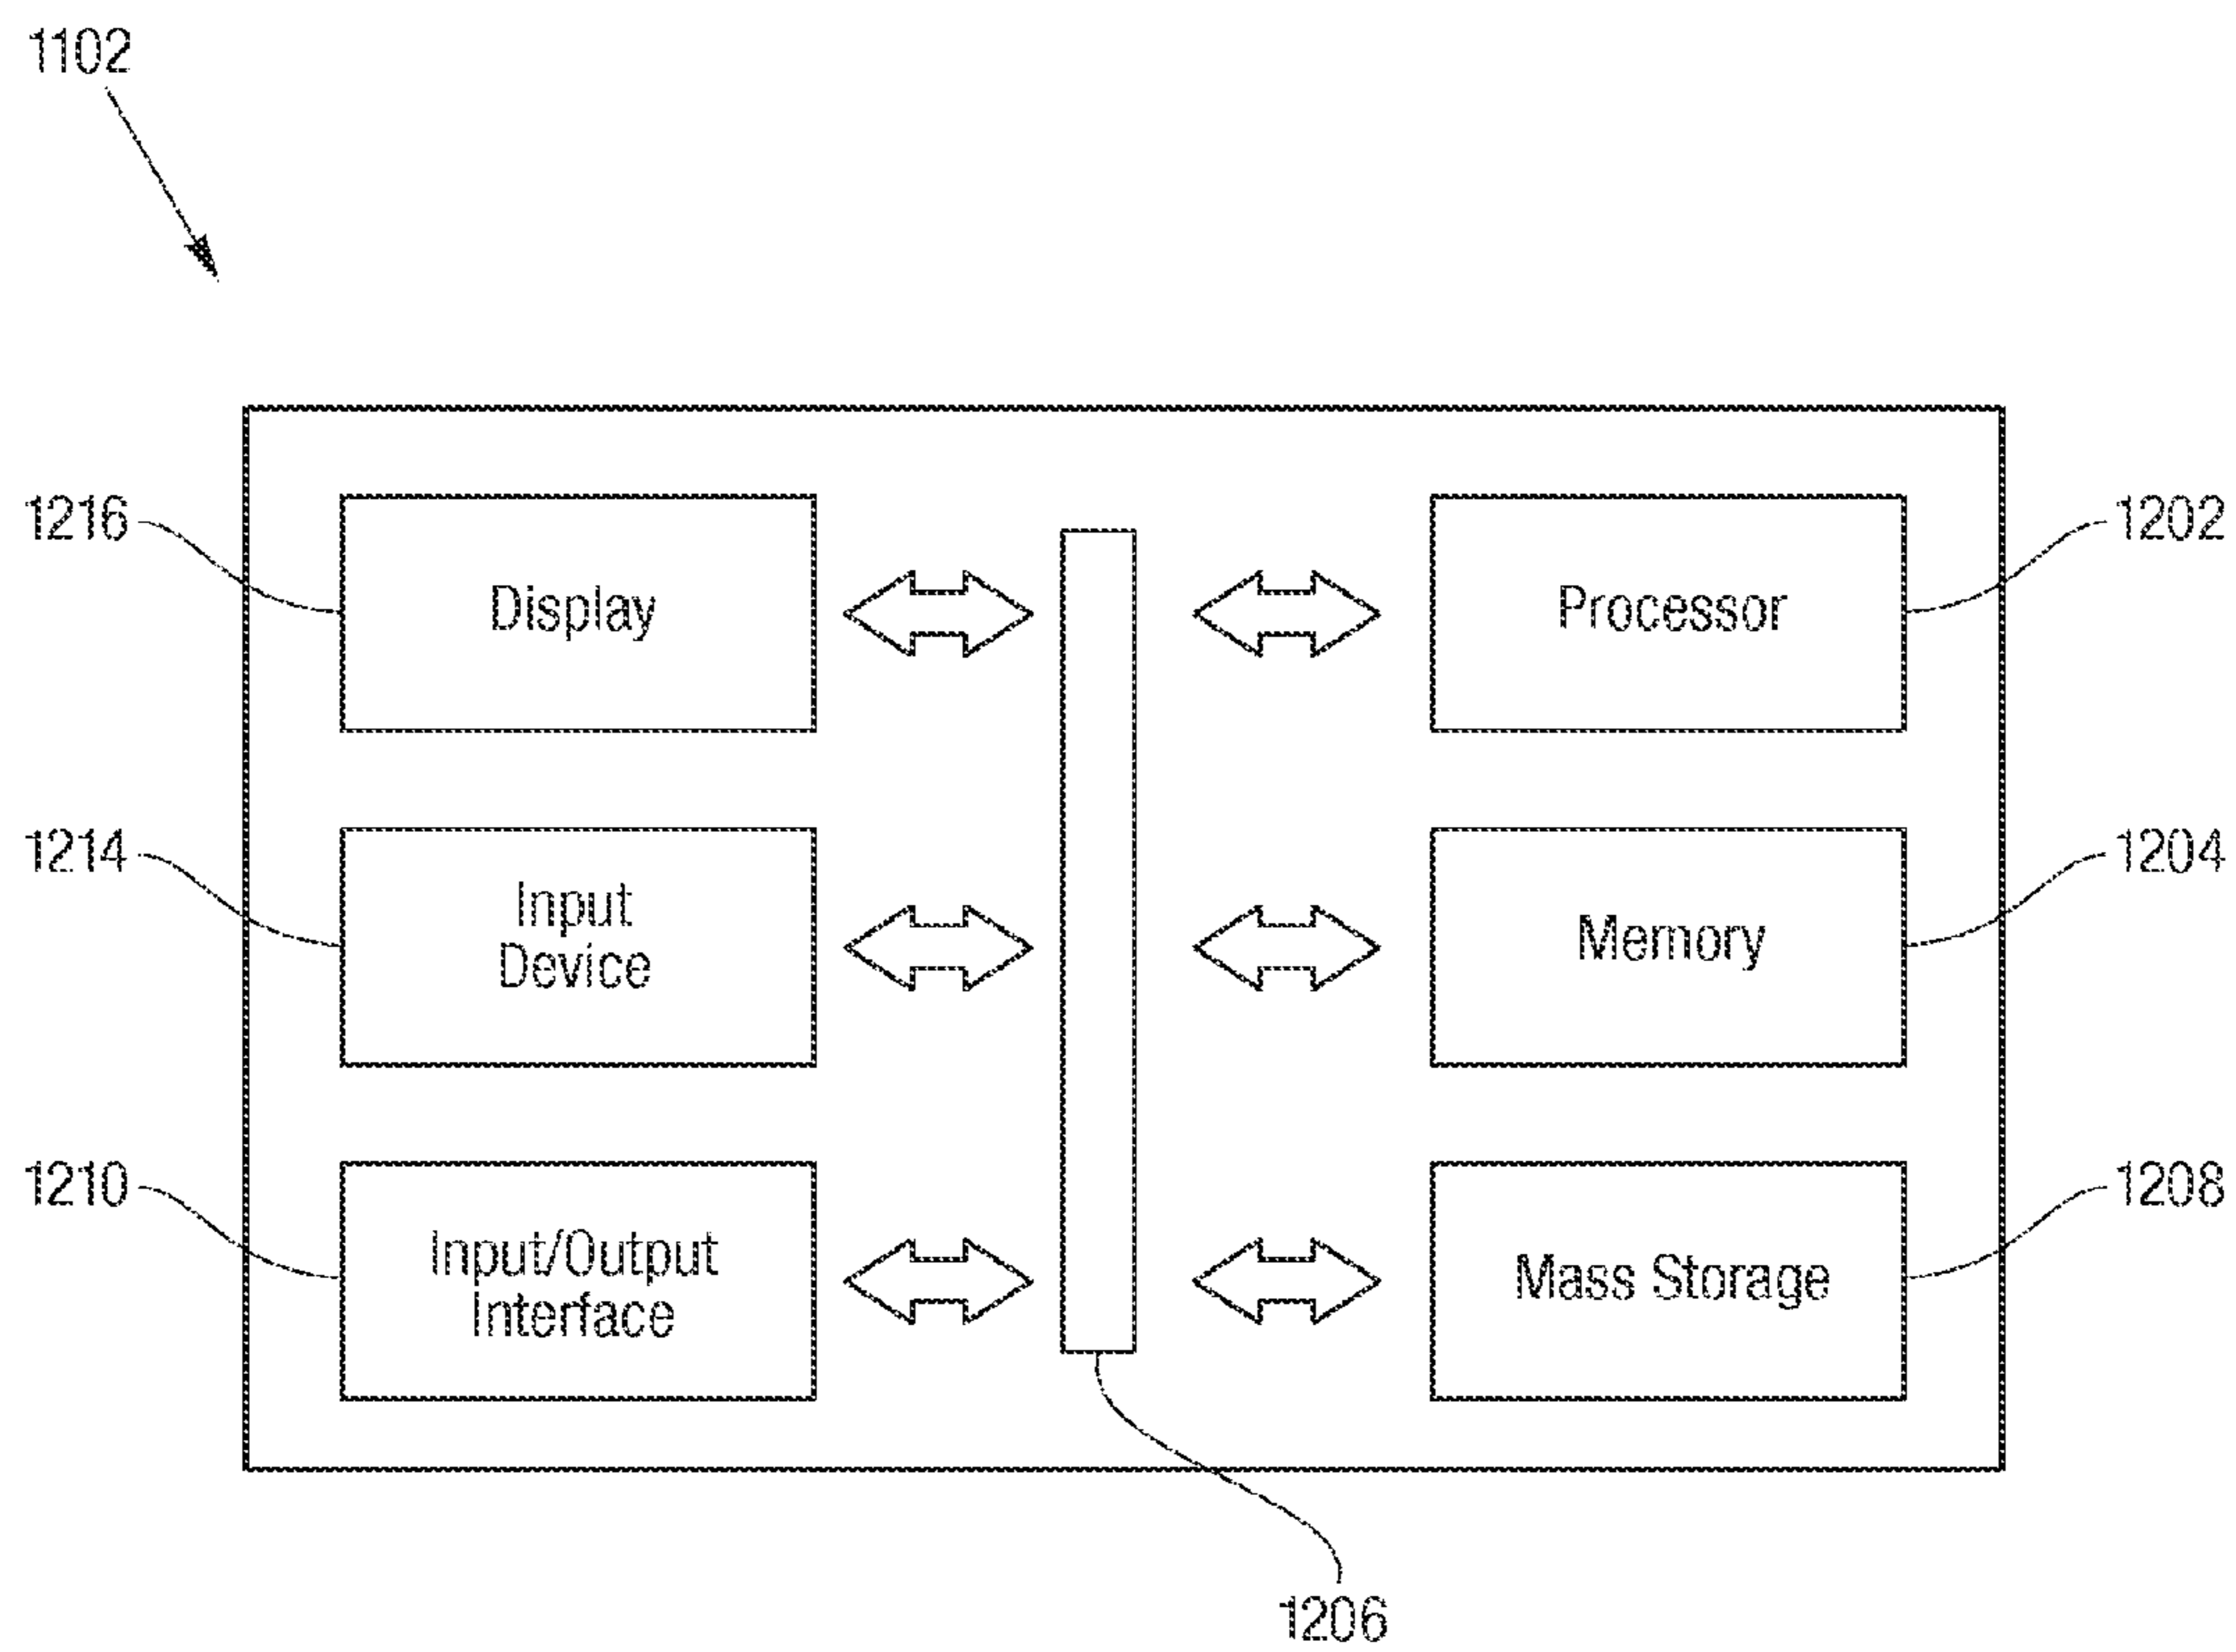 1102
1216
Display
Processor
1202
1214
Input
Device
Memory
1204
1210
Input/Output
Interface
Mass Storage
1208
1206